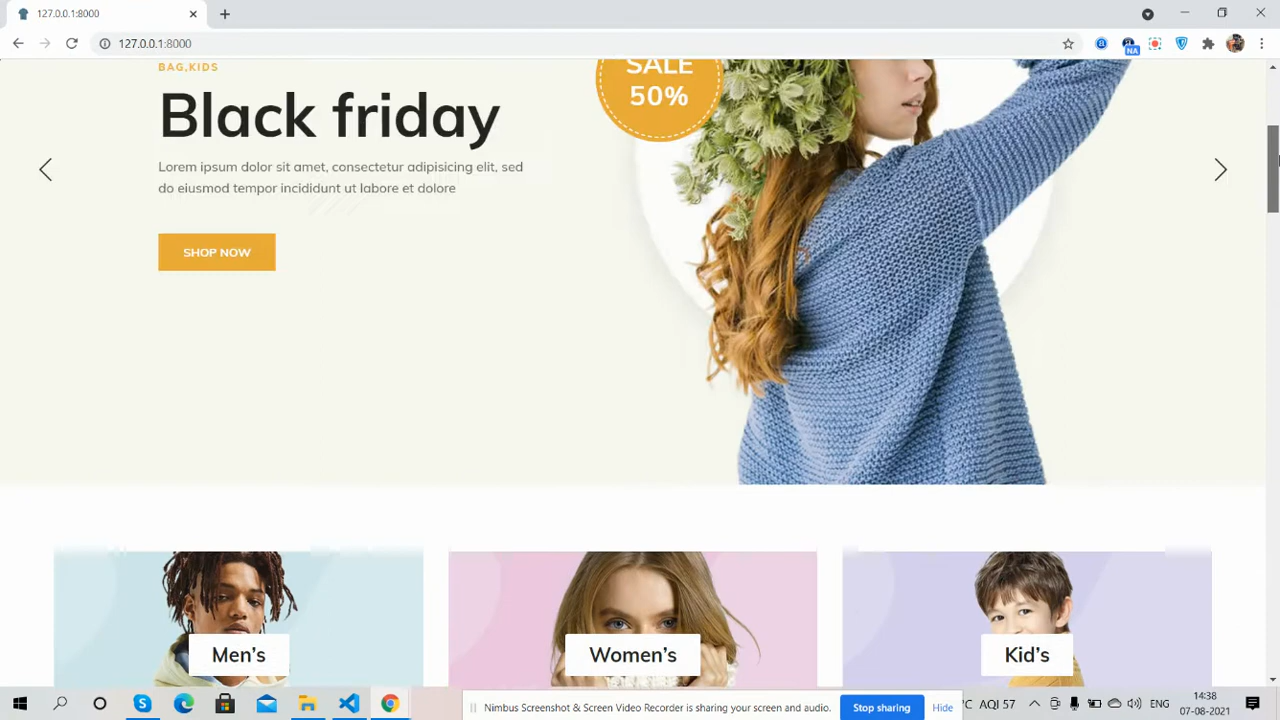 127.0.0.1:8000
127.0.0.1:8000
NA
BAG,KIDS
SALE
50%
Black friday
Lorem ipsum dolor sit amet, consectetur adipisicing elit, sed
do eiusmod tempor incididunt ut labore et dolore
SHOP NOW
Men’s
Women’s
Kid’s
Nimbus Screenshot & Screen Video Recorder is sharing your screen and audio.
Stop sharing
Hide
°C AQI 57
ENG
14:38
07-08-2021